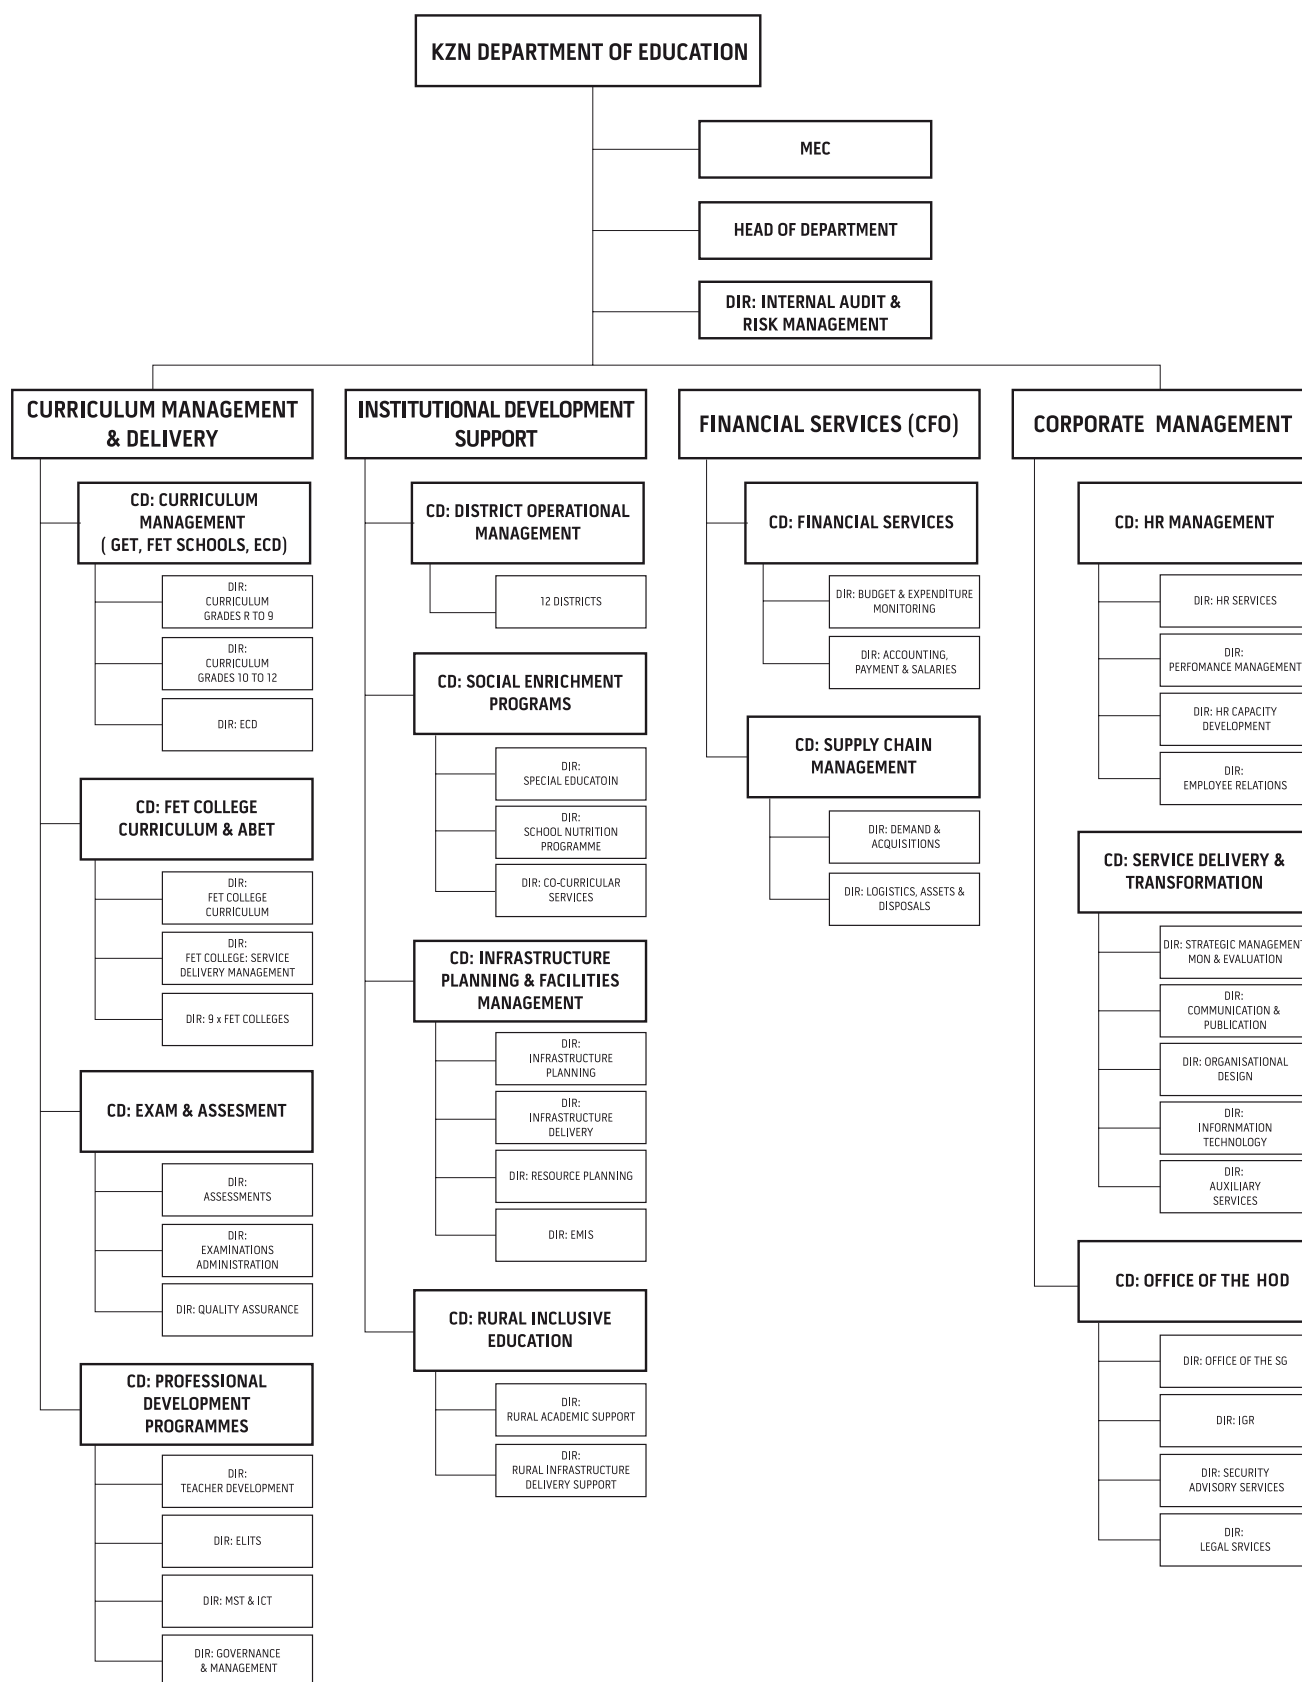 KZN DEPARTMENT OF EDUCATION
MEC
HEAD OF DEPARTMENT
DIR: INTERNAL AUDIT &
RISK MANAGEMENT
CURRICULUM MANAGEMENT
& DELIVERY
CD: CURRICULUM
MANAGEMENT
( GET, FET SCHOOLS, ECD)
DIR:
CURRICULUM
GRADES R TO 9
DIR:
CURRICULUM
GRADES 10 TO 12
DIR: ECD
CD: FET COLLEGE
CURRICULUM & ABET
DIR:
FET COLLEGE
CURRICULUM
DIR:
FET COLLEGE: SERVICE
DELIVERY MANAGEMENT
DIR: 9 x FET COLLEGES
CD: EXAM & ASSESMENT
DIR:
ASSESSMENTS
DIR:
EXAMINATIONS
ADMINISTRATION
DIR: QUALITY ASSURANCE
CD: PROFESSIONAL
DEVELOPMENT
PROGRAMMES
DIR:
TEACHER DEVELOPMENT
DIR: ELITS
DIR: MST & ICT
DIR: GOVERNANCE
& MANAGEMENT
INSTITUTIONAL DEVELOPMENT
SUPPORT
CD: DISTRICT OPERATIONAL
MANAGEMENT
12 DISTRICTS
CD: SOCIAL ENRICHMENT
PROGRAMS
DIR:
SPECIAL EDUCATOIN
DIR:
SCHOOL NUTRITION
PROGRAMME
DIR: CO-CURRICULAR
SERVICES
CD: INFRASTRUCTURE
PLANNING & FACILITIES
MANAGEMENT
DIR:
INFRASTRUCTURE
PLANNING
DIR:
INFRASTRUCTURE
DELIVERY
DIR: RESOURCE PLANNING
DIR: EMIS
CD: RURAL INCLUSIVE
EDUCATION
DIR:
RURAL ACADEMIC SUPPORT
DIR:
RURAL INFRASTRUCTURE
DELIVERY SUPPORT
FINANCIAL SERVICES (CFO)
CD: FINANCIAL SERVICES
DIR: BUDGET & EXPENDITURE
MONITORING
DIR: ACCOUNTING,
PAYMENT & SALARIES
CD: SUPPLY CHAIN
MANAGEMENT
DIR: DEMAND &
ACQUISITIONS
DIR: LOGISTICS, ASSETS &
DISPOSALS
CORPORATE MANAGEMENT
CD: HR MANAGEMENT
DIR: HR SERVICES
DIR:
PERFOMANCE MANAGEMENT
DIR: HR CAPACITY
DEVELOPMENT
DIR:
EMPLOYEE RELATIONS
CD: SERVICE DELIVERY &
TRANSFORMATION
DIR: STRATEGIC MANAGEMENT
MON & EVALUATION
DIR:
COMMUNICATION &
PUBLICATION
DIR: ORGANISATIONAL
DESIGN
DIR:
INFORNMATION
TECHNOLOGY
DIR:
AUXILIARY
SERVICES
CD: OFFICE OF THE HOD
DIR: OFFICE OF THE SG
DIR: IGR
DIR: SECURITY
ADVISORY SERVICES
DIR:
LEGAL SRVICES